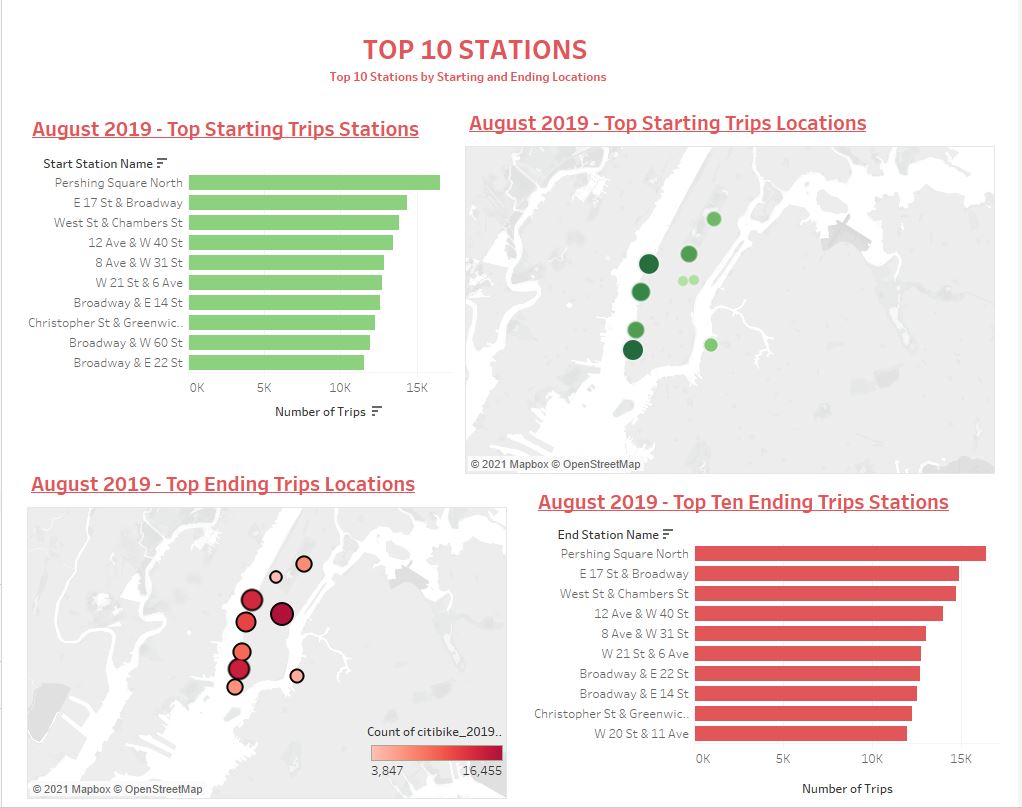 TOP 10 STATIONS
Top 10 Stations by Starting and Ending Locations
August 2019 - Top Starting Trips Stations
Start Station Name
Pershing Square North
E 17 St & Broadway
West St & Chambers St
12 Ave & W 40 St
8 Ave & W 31 St
W 21 St & 6 Ave
Broadway & E 14 St
Christopher St & Greenwic..
Broadway & W 60 St
Broadway & E 22 St
0K 5K 10K 15K
Number of Trips
August 2019 - Top Starting Trips Locations
© 2021 Mapbox © OpenStreetMap
August 2019 - Top Ending Trips Locations
Count of citibike_2019..
3,847 16,455
© 2021 Mapbox © OpenStreetMap
August 2019 - Top Ten Ending Trips Stations
End Station Name
Pershing Square North
E 17 St & Broadway
West St & Chambers St
12 Ave & W 40 St
8 Ave & W 31 St
W 21 St & 6 Ave
Broadway & E 22 St
Broadway & E 14 St
Christopher St & Greenwic..
W 20 St & 11 Ave
0K 5K 10K 15K
Number of Trips